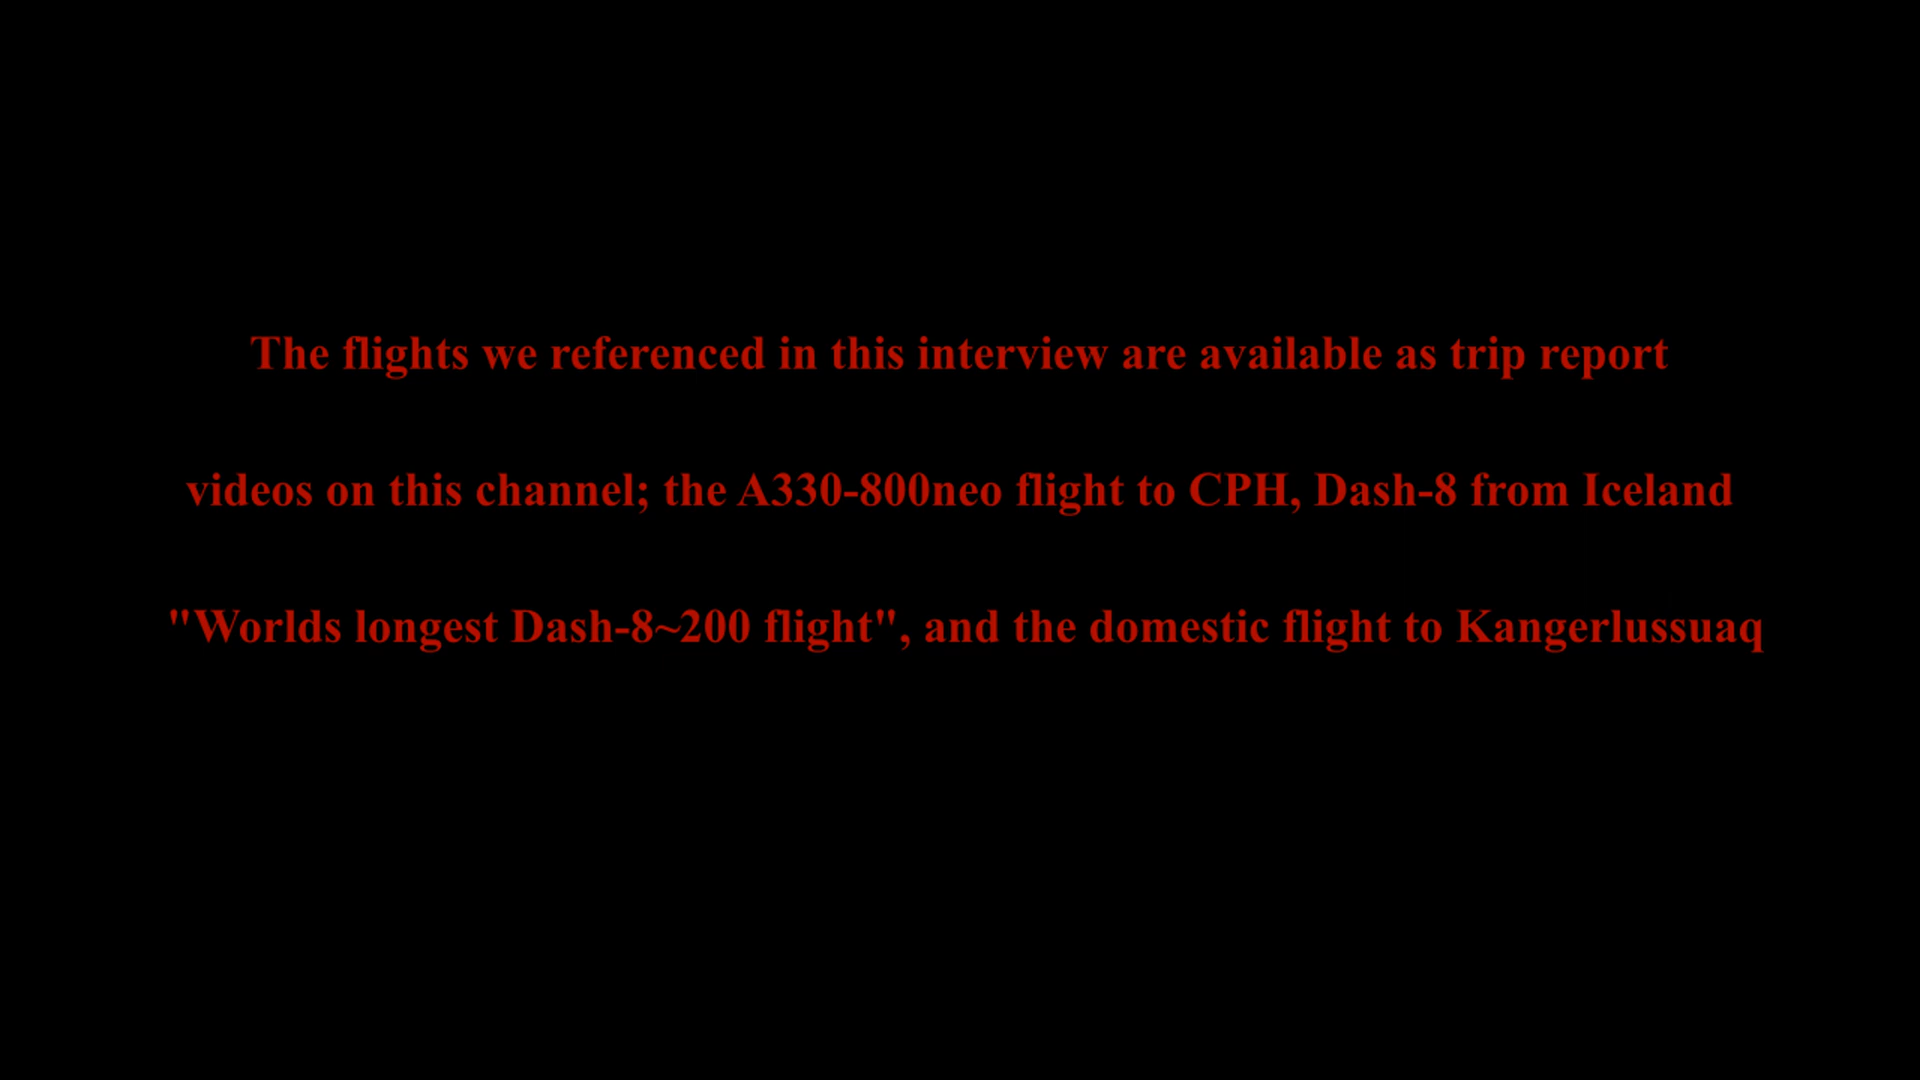 The flights we referenced in this interview are available as trip report
videos on this channel; the A330-800neo flight to CPH, Dash-8 from Iceland
"Worlds longest Dash-8~200 flight", and the domestic flight to Kangerlussuaq